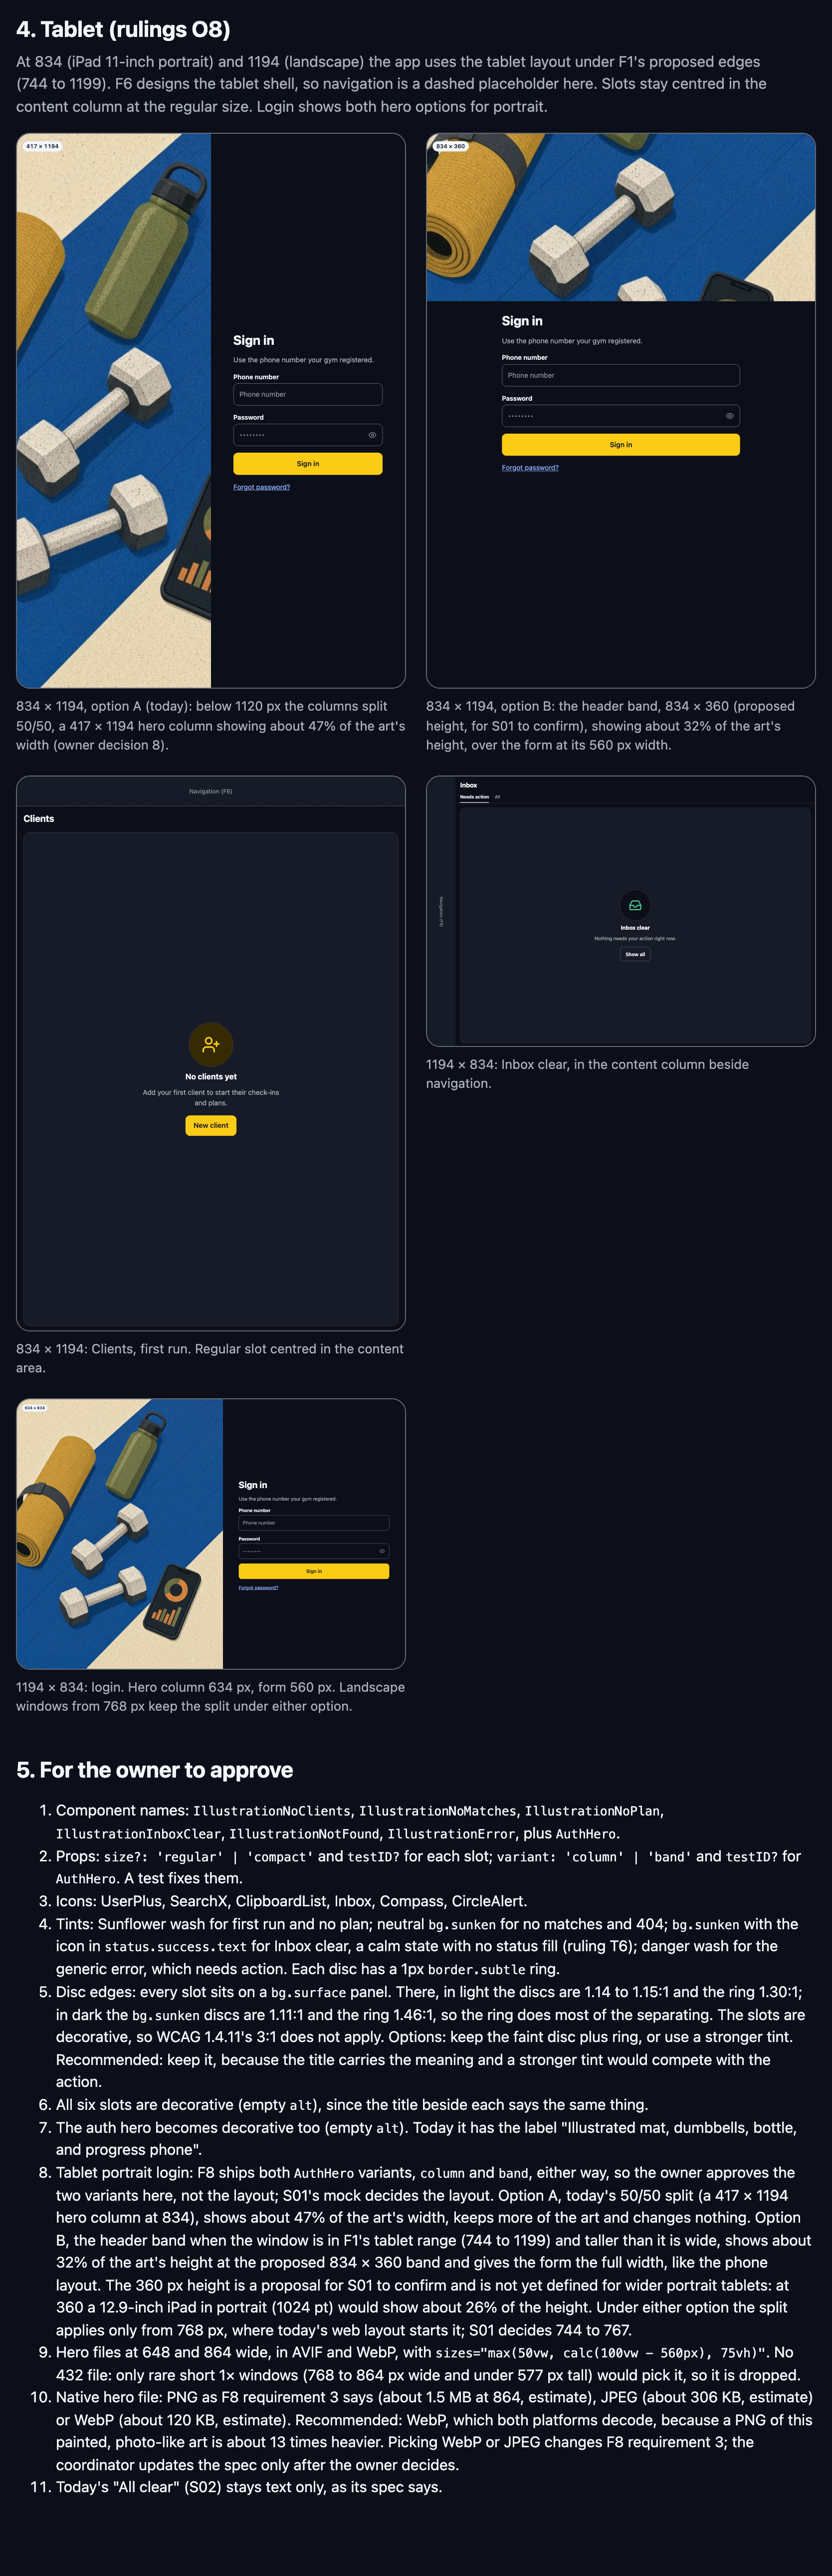 4. Tablet (rulings O8)
At 834 (iPad 11-inch portrait) and 1194 (landscape) the app uses the tablet layout under F1's proposed edges
(744 to 1199). F6 designs the tablet shell, so navigation is a dashed placeholder here. Slots stay centred in the
content column at the regular size. Login shows both hero options for portrait.
417 × 1194
Sign in
Use the phone number your gym registered.
Phone number
Phone number
Password
••••••••
Sign in
Forgot password?
834 × 1194, option A (today): below 1120 px the columns split
50/50, a 417 × 1194 hero column showing about 47% of the art's
width (owner decision 8).
834 × 360
Sign in
Use the phone number your gym registered.
Phone number
Phone number
Password
••••••••
Sign in
Forgot password?
834 × 1194, option B: the header band, 834 × 360 (proposed
height, for S01 to confirm), showing about 32% of the art's
height, over the form at its 560 px width.
Navigation (F6)
Clients
No clients yet
Add your first client to start their check-ins
and plans.
New client
834 × 1194: Clients, first run. Regular slot centred in the content
area.
Navigation (F6)
Inbox
Needs action All
Inbox clear
Nothing needs your action right now.
Show all
1194 × 834: Inbox clear, in the content column beside
navigation.
634 × 834
Sign in
Use the phone number your gym registered.
Phone number
Phone number
Password
••••••••
Sign in
Forgot password?
1194 × 834: login. Hero column 634 px, form 560 px. Landscape
windows from 768 px keep the split under either option.
5. For the owner to approve
1. Component names: IllustrationNoClients, IllustrationNoMatches, IllustrationNoPlan,
IllustrationInboxClear, IllustrationNotFound, IllustrationError, plus AuthHero.
2. Props: size?: 'regular' | 'compact' and testID? for each slot; variant: 'column' | 'band' and testID? for
AuthHero. A test fixes them.
3. Icons: UserPlus, SearchX, ClipboardList, Inbox, Compass, CircleAlert.
4. Tints: Sunflower wash for first run and no plan; neutral bg.sunken for no matches and 404; bg.sunken with the
icon in status.success.text for Inbox clear, a calm state with no status fill (ruling T6); danger wash for the
generic error, which needs action. Each disc has a 1px border.subtle ring.
5. Disc edges: every slot sits on a bg.surface panel. There, in light the discs are 1.14 to 1.15:1 and the ring 1.30:1;
in dark the bg.sunken discs are 1.11:1 and the ring 1.46:1, so the ring does most of the separating. The slots are
decorative, so WCAG 1.4.11's 3:1 does not apply. Options: keep the faint disc plus ring, or use a stronger tint.
Recommended: keep it, because the title carries the meaning and a stronger tint would compete with the
action.
6. All six slots are decorative (empty alt), since the title beside each says the same thing.
7. The auth hero becomes decorative too (empty alt). Today it has the label "Illustrated mat, dumbbells, bottle,
and progress phone".
8. Tablet portrait login: F8 ships both AuthHero variants, column and band, either way, so the owner approves the
two variants here, not the layout; S01's mock decides the layout. Option A, today's 50/50 split (a 417 × 1194
hero column at 834), shows about 47% of the art's width, keeps more of the art and changes nothing. Option
B, the header band when the window is in F1's tablet range (744 to 1199) and taller than it is wide, shows about
32% of the art's height at the proposed 834 × 360 band and gives the form the full width, like the phone
layout. The 360 px height is a proposal for S01 to confirm and is not yet defined for wider portrait tablets: at
360 a 12.9-inch iPad in portrait (1024 pt) would show about 26% of the height. Under either option the split
applies only from 768 px, where today's web layout starts it; S01 decides 744 to 767.
9. Hero files at 648 and 864 wide, in AVIF and WebP, with sizes="max(50vw, calc(100vw − 560px), 75vh)". No
432 file: only rare short 1× windows (768 to 864 px wide and under 577 px tall) would pick it, so it is dropped.
10. Native hero file: PNG as F8 requirement 3 says (about 1.5 MB at 864, estimate), JPEG (about 306 KB, estimate)
or WebP (about 120 KB, estimate). Recommended: WebP, which both platforms decode, because a PNG of this
painted, photo-like art is about 13 times heavier. Picking WebP or JPEG changes F8 requirement 3; the
coordinator updates the spec only after the owner decides.
11. Today's "All clear" (S02) stays text only, as its spec says.